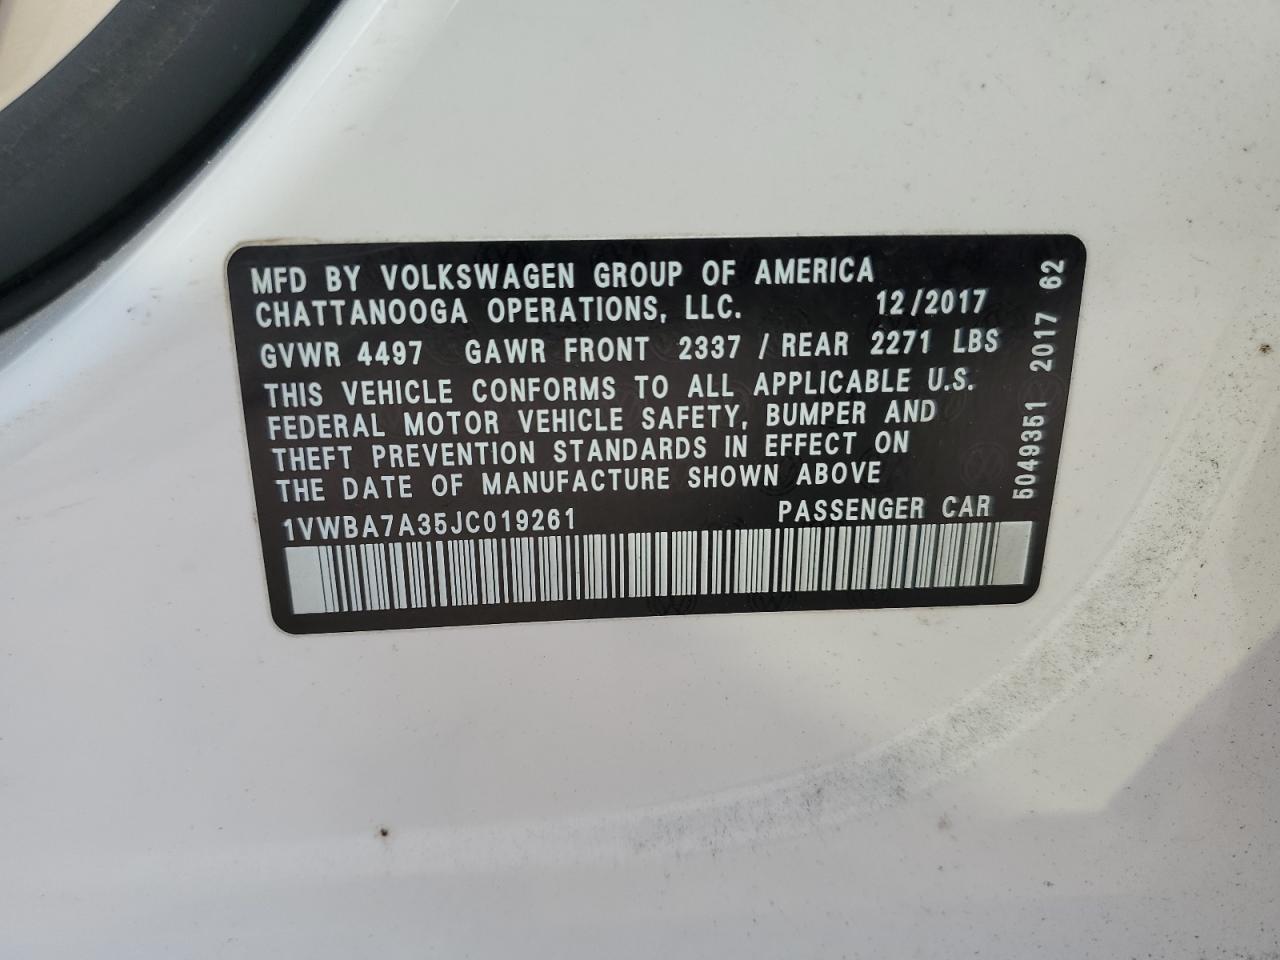 MFD BY VOLKSWAGEN GROUP OF AMERICA
CHATTANOOGA OPERATIONS, LLC. 12/2017
GVWR 4497 GAWR FRONT 2337 / REAR 2271 LBS
THIS VEHICLE CONFORMS TO ALL APPLICABLE U.S.
FEDERAL MOTOR VEHICLE SAFETY, BUMPER AND
THEFT PREVENTION STANDARDS IN EFFECT ON
THE DATE OF MANUFACTURE SHOWN ABOVE
1VWBA7A35JC019261 PASSENGER CAR
5049351 2017 62